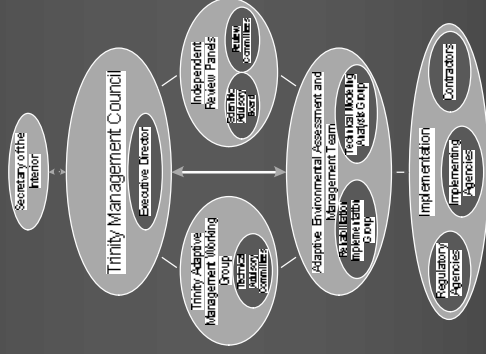 Secretary of the
Interior
Trinity Management Council
Executive Director
Trinity Adaptive
Management Working
Group
Technical
Advisory
Committees
Independent
Review Panels
Scientific
Advisory
Board
Review
Committees
Adaptive Environmental Assessment and
Management Team
Rehabilitation
Implementation
Group
Technical Modeling
Analysis Group
Implementation
Regulatory
Agencies
Implementing
Agencies
Contractors